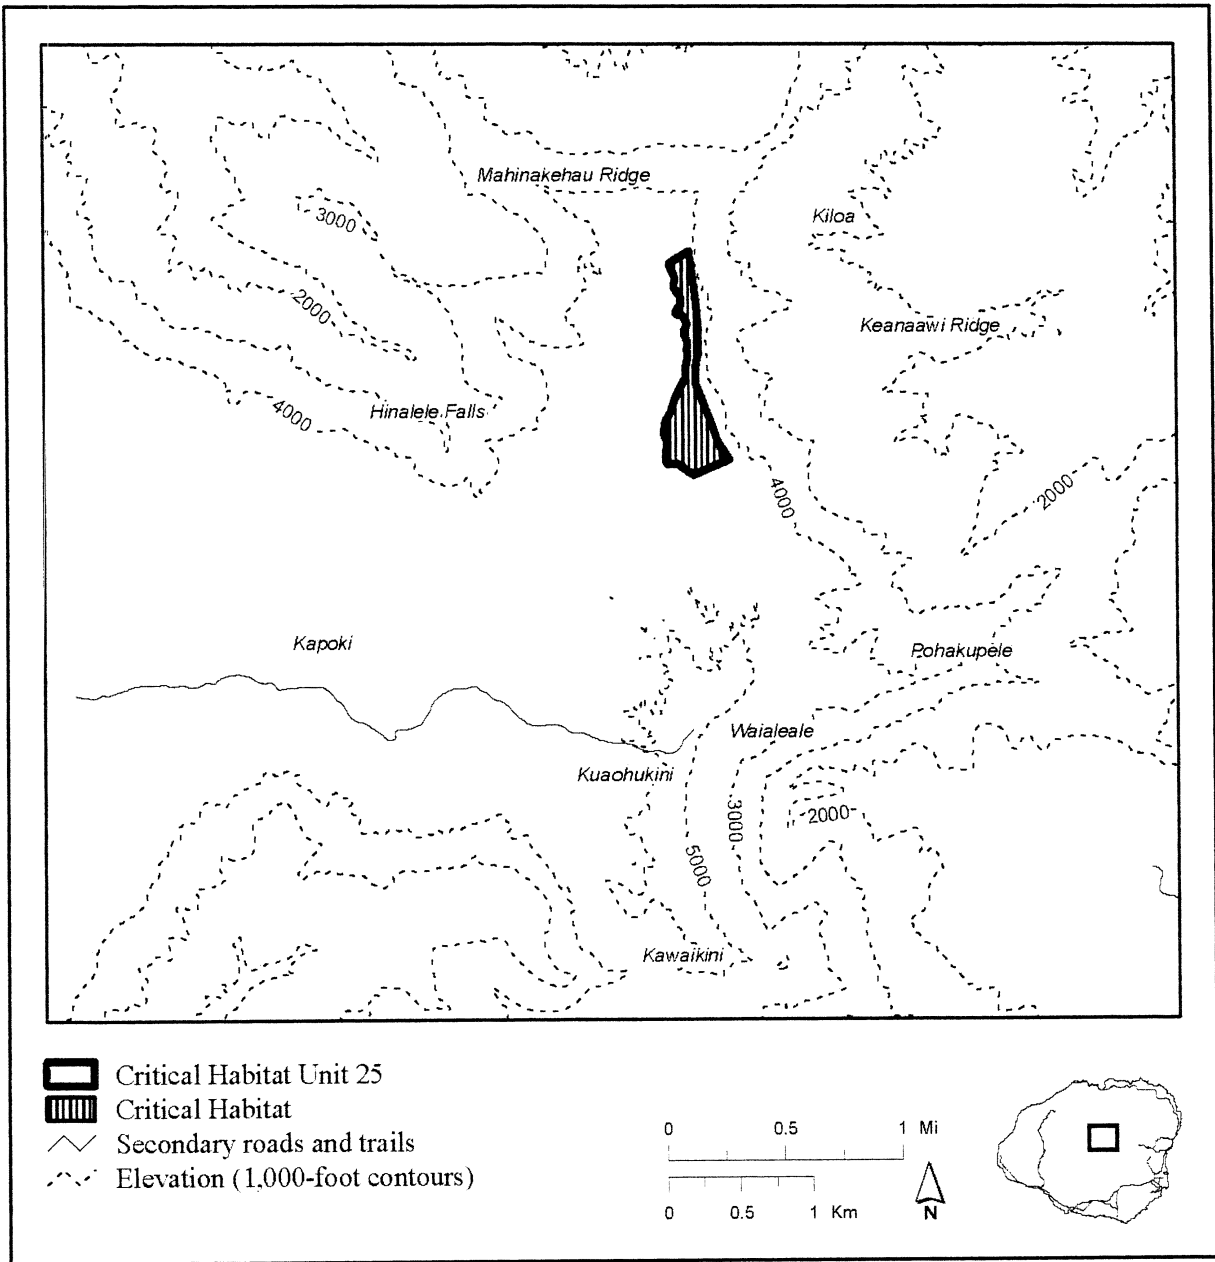 Mahinakehau Ridge
Kiloa
3000
2000
Keanaawi Ridge
Hinalele Falls
4000
4000
2000
Kapoki
Pohakupele
Waialeale
Kuaohukini
3000
2000
5000
Kawaikini
Critical Habitat Unit 25
Critical Habitat
Secondary roads and trails
Elevation (1,000-foot contours)
0 0.5 1 Mi
0 0.5 1 Km
N